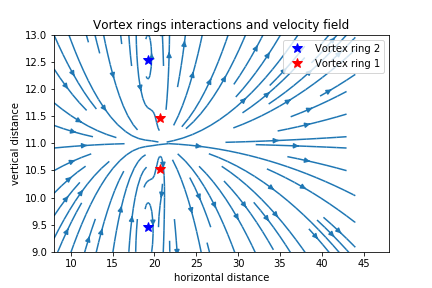 Vortex rings interactions and velocity field
13.0
12.5
12.0
11.5
11.0
10.5
10.0
9.5
9.0
vertical distance
Vortex ring 2
Vortex ring 1
10 15 20 25 30 35 40 45
horizontal distance